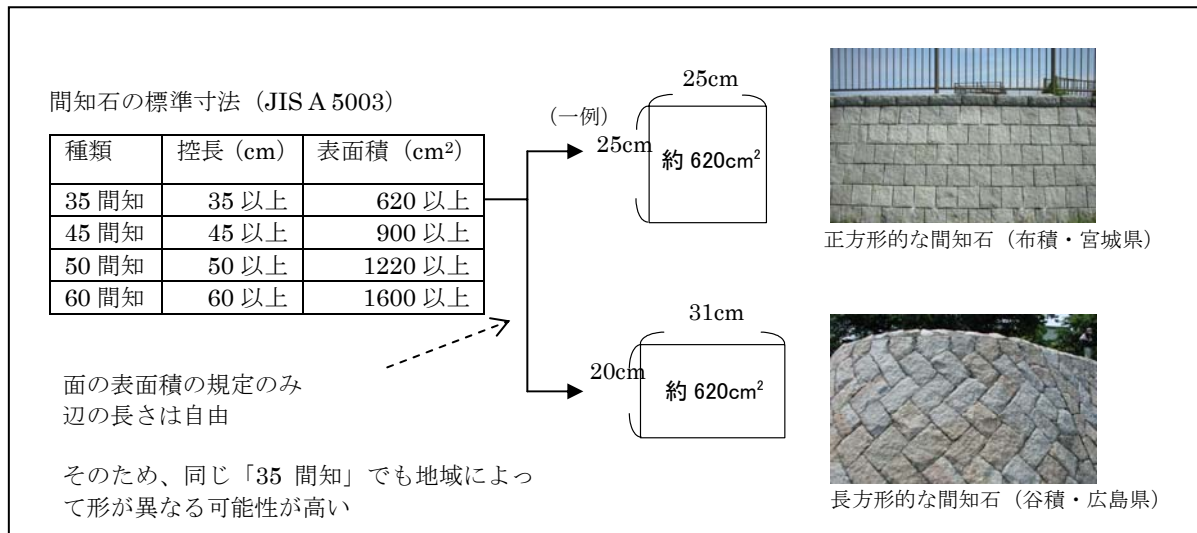 間知石の標準寸法（JIS A 5003）
種類 控長（cm） 表面積（cm²）
35 間知 35 以上 620 以上
45 間知 45 以上 900 以上
50 間知 50 以上 1220 以上
60 間知 60 以上 1600 以上
面の表面積の規定のみ
辺の長さは自由
そのため、同じ「35 間知」でも地域によっ
て形が異なる可能性が高い
（一例）
25cm
25cm
約 620cm²
31cm
20cm
約 620cm²
正方形的な間知石（布積・宮城県）
長方形的な間知石（谷積・広島県）